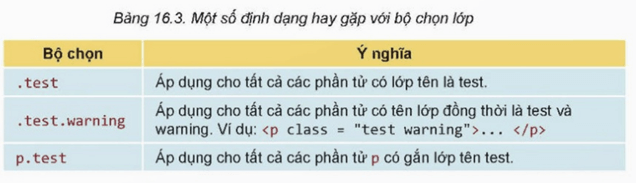 Bảng 16.3. Một số định dạng hay gặp với bộ chọn lớp
Bộ chọn Ý nghĩa
.test Áp dụng cho tất cả các phần tử có lớp tên là test.
.test.warning Áp dụng cho tất cả các phần tử có tên lớp đồng thời là test và
warning. Ví dụ: <p class = "test warning">... </p>
p.test Áp dụng cho tất cả các phần tử p có gắn lớp tên test.